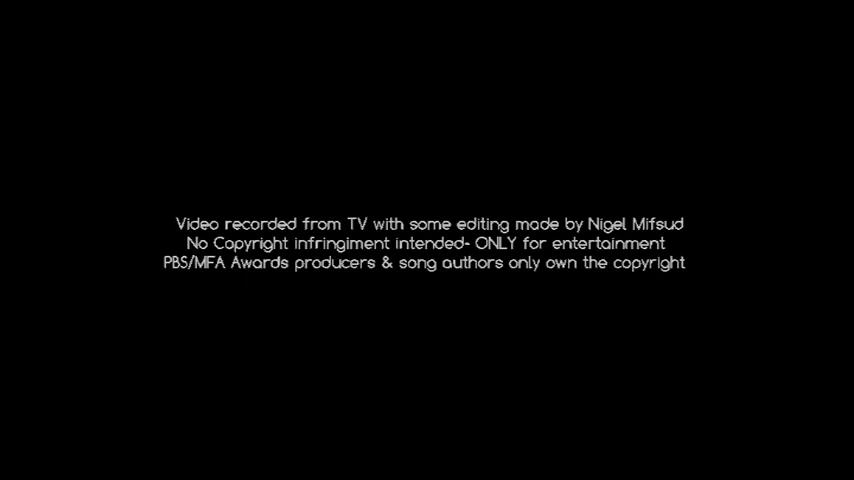 Video recorded from TV with some editing made by Nigel Mifsud
No Copyright infringiment intended- ONLY for entertainment
PBS/MFA Awards producers & song authors only own the copyright